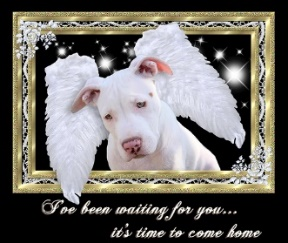 I've been waiting for you...
it's time to come home